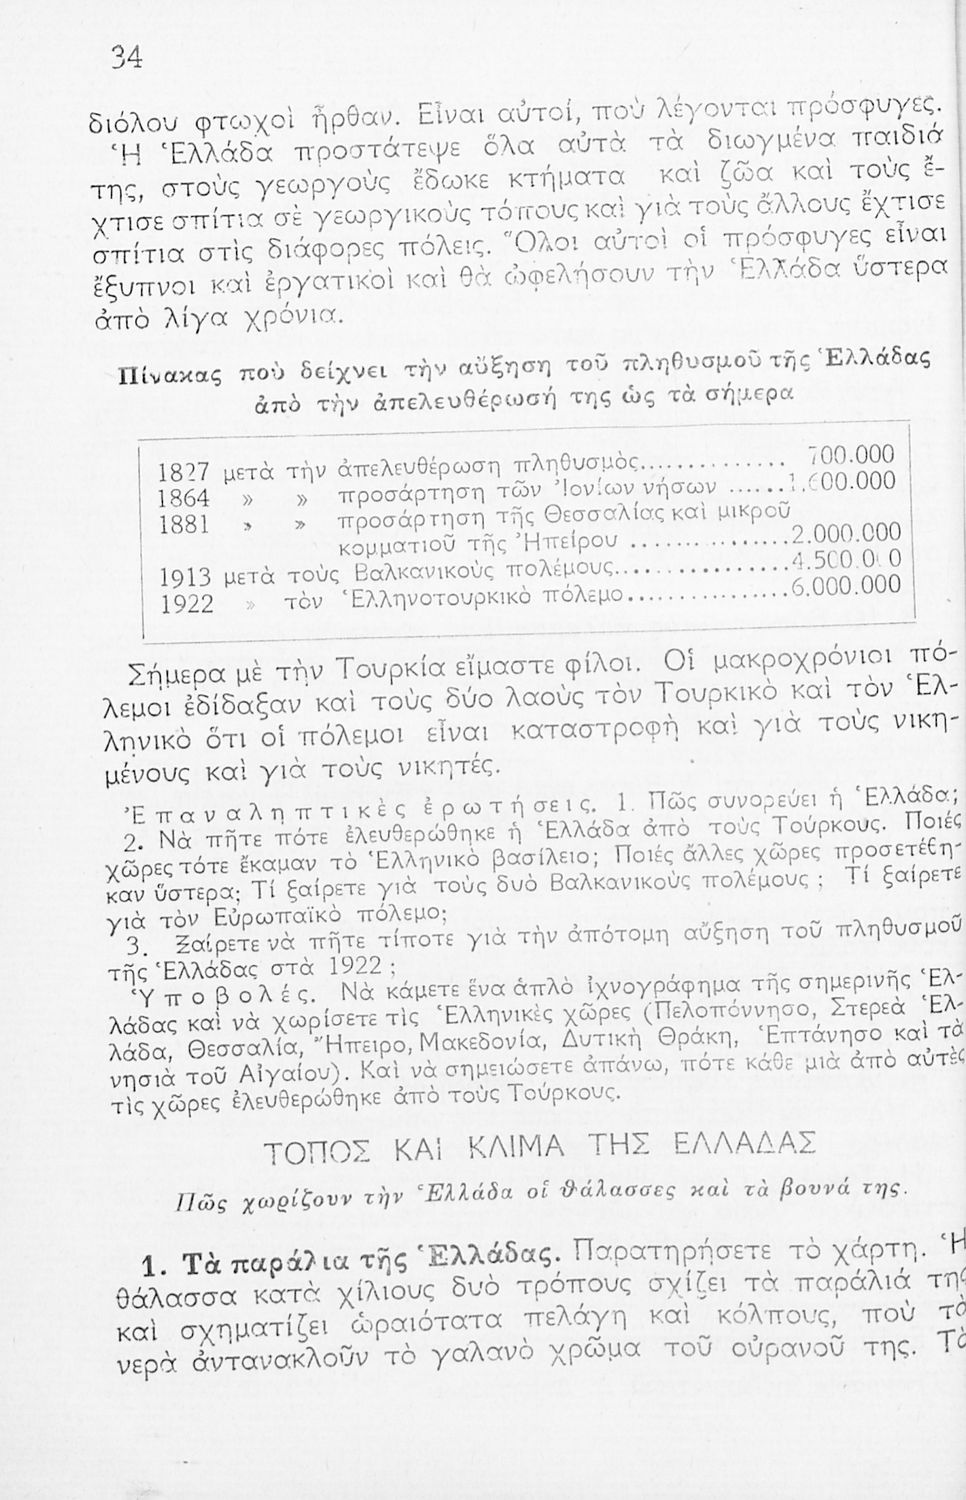 34
διόλου φτωχοὶ ἦρθαν. Εἶναι αὐτοί, ποὺ λέγονται πρόσφυγες.
Ἡ Ἑλλάδα προστάτεψε ὅλα αὐτὰ τὰ διωγμένα παιδιά
της, στοὺς γεωργοὺς ἔδωκε κτήματα καὶ ζῶα καὶ τοὺς ἔ-
χτισε σπίτια σὲ γεωργικοὺς τόπους καὶ γιὰ τοὺς ἄλλους ἔχτισε
σπίτια στὶς διάφορες πόλεις. Ὅλοι αὐτοὶ οἱ πρόσφυγες εἶναι
ἔξυπνοι καὶ ἐργατικοὶ καὶ θὰ ὠφελήσουν τὴν Ἑλλάδα ὕστερα
ἀπὸ λίγα χρόνια.
Πίνακας ποὺ δείχνει τὴν αὔξηση τοῦ πληθυσμοῦ τῆς Ἑλλάδας
ἀπὸ τὴν ἀπελευθέρωσή της ὡς τὰ σήμερα
1827 μετὰ τὴν ἀπελευθέρωση πληθυσμὸς............... 700.000
1864 » » προσάρτηση τῶν Ἰονίων νήσων ......1.600.000
1881 » » προσάρτηση τῆς Θεσσαλίας καὶ μικροῦ
κομματιοῦ τῆς Ἠπείρου ...............2.000.000
1913 μετὰ τοὺς Βαλκανικοὺς πολέμους.................4.500.000
1922 » τὸν Ἑλληνοτουρκικὸ πόλεμο................6.000.000
Σήμερα μὲ τὴν Τουρκία εἴμαστε φίλοι. Οἱ μακροχρόνιοι πό-
λεμοι ἐδίδαξαν καὶ τοὺς δύο λαοὺς τὸν Τουρκικὸ καὶ τὸν Ἑλ-
ληνικὸ ὅτι οἱ πόλεμοι εἶναι καταστροφὴ καὶ γιὰ τοὺς νικη-
μένους καὶ γιὰ τοὺς νικητές.
Ἐπαναληπτικὲς ἐρωτήσεις. 1. Πῶς συνορεύει ἡ Ἑλλάδα;
2. Νὰ πῆτε πότε ἐλευθερώθηκε ἡ Ἑλλάδα ἀπὸ τοὺς Τούρκους. Ποιές
χῶρες τότε ἔκαμαν τὸ Ἑλληνικὸ βασίλειο; Ποιές ἄλλες χῶρες προσετέθη-
καν ὕστερα; Τί ξαίρετε γιὰ τοὺς δυὸ Βαλκανικοὺς πολέμους ; Τί ξαίρετε
γιὰ τὸν Εὐρωπαϊκὸ πόλεμο;
3. Ξαίρετε νὰ πῆτε τίποτε γιὰ τὴν ἀπότομη αὔξηση τοῦ πληθυσμοῦ
τῆς Ἑλλάδας στὰ 1922 ;
Ὑποβολές. Νὰ κάμετε ἕνα ἁπλὸ ἰχνογράφημα τῆς σημερινῆς Ἑλ-
λάδας καὶ νὰ χωρίσετε τὶς Ἑλληνικὲς χῶρες (Πελοπόννησο, Στερεὰ Ἑλ-
λάδα, Θεσσαλία, Ἤπειρο, Μακεδονία, Δυτικὴ Θράκη, Ἑπτάνησο καὶ τὰ
νησιὰ τοῦ Αἰγαίου). Καὶ νὰ σημειώσετε ἀπάνω, πότε κάθε μιὰ ἀπὸ αὐτὲς
τὶς χῶρες ἐλευθερώθηκε ἀπὸ τοὺς Τούρκους.
ΤΟΠΟΣ ΚΑΙ ΚΛΙΜΑ ΤΗΣ ΕΛΛΑΔΑΣ
Πῶς χωρίζουν τὴν Ἑλλάδα οἱ θάλασσες καὶ τὰ βουνά της.
1. Τὰ παράλια τῆς Ἑλλάδας. Παρατηρήσετε τὸ χάρτη. Ἡ
θάλασσα κατὰ χίλιους δυὸ τρόπους σχίζει τὰ παράλιά της
καὶ σχηματίζει ὡραιότατα πελάγη καὶ κόλπους, ποὺ τὰ
νερὰ ἀντανακλοῦν τὸ γαλανὸ χρῶμα τοῦ οὐρανοῦ της. Τὰ